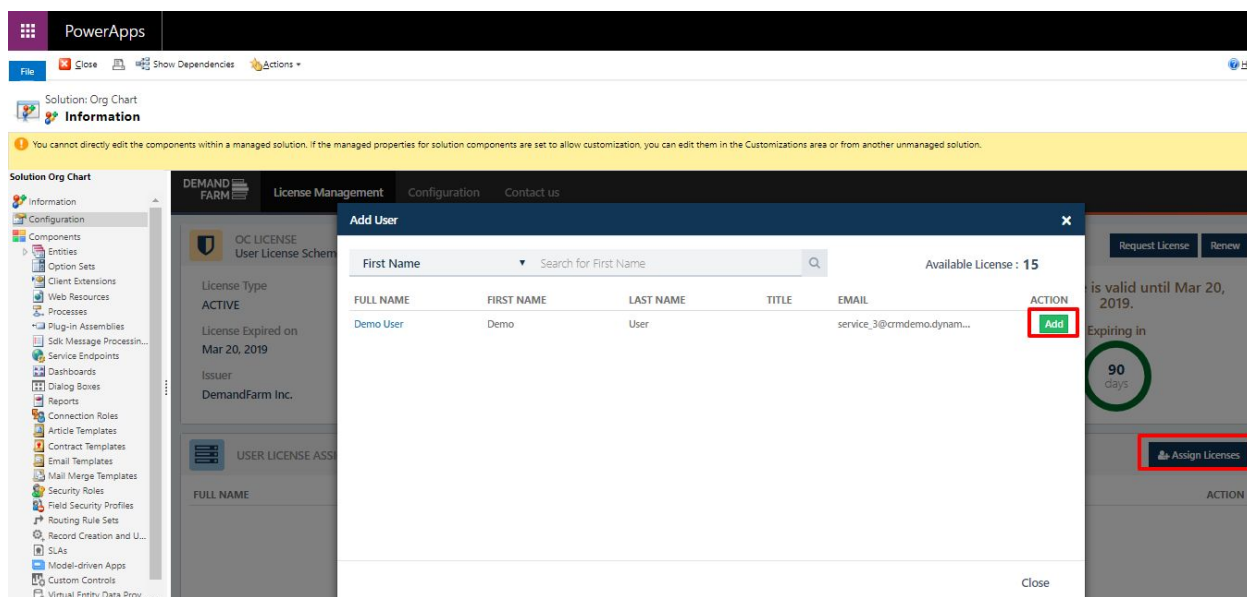 PowerApps
File
Close
Show Dependencies
Actions
Solution: Org Chart
Information
You cannot directly edit the components within a managed solution. If the managed properties for solution components are set to allow customization, you can edit them in the Customizations area or from another unmanaged solution.
Solution Org Chart
Information
Configuration
Components
Entities
Option Sets
Client Extensions
Web Resources
Processes
Plug-in Assemblies
Sdk Message Processin...
Service Endpoints
Dashboards
Dialog Boxes
Reports
Connection Roles
Article Templates
Contract Templates
Email Templates
Mail Merge Templates
Security Roles
Field Security Profiles
Routing Rule Sets
Record Creation and U...
SLAs
Model-driven Apps
Custom Controls
Virtual Entity Data Prov
DEMAND FARM
License Management Configuration Contact us
OC LICENSE
User License Schem
License Type
ACTIVE
License Expired on
Mar 20, 2019
Issuer
DemandFarm Inc.
USER LICENSE ASSI
FULL NAME
Add User ×
First Name Search for First Name Available License : 15
FULL NAME FIRST NAME LAST NAME TITLE EMAIL ACTION
Demo User Demo User service_3@crmdemo.dynam... Add
Close
Request License Renew
is valid until Mar 20,
2019.
Expiring in
90
days
Assign Licenses
ACTION